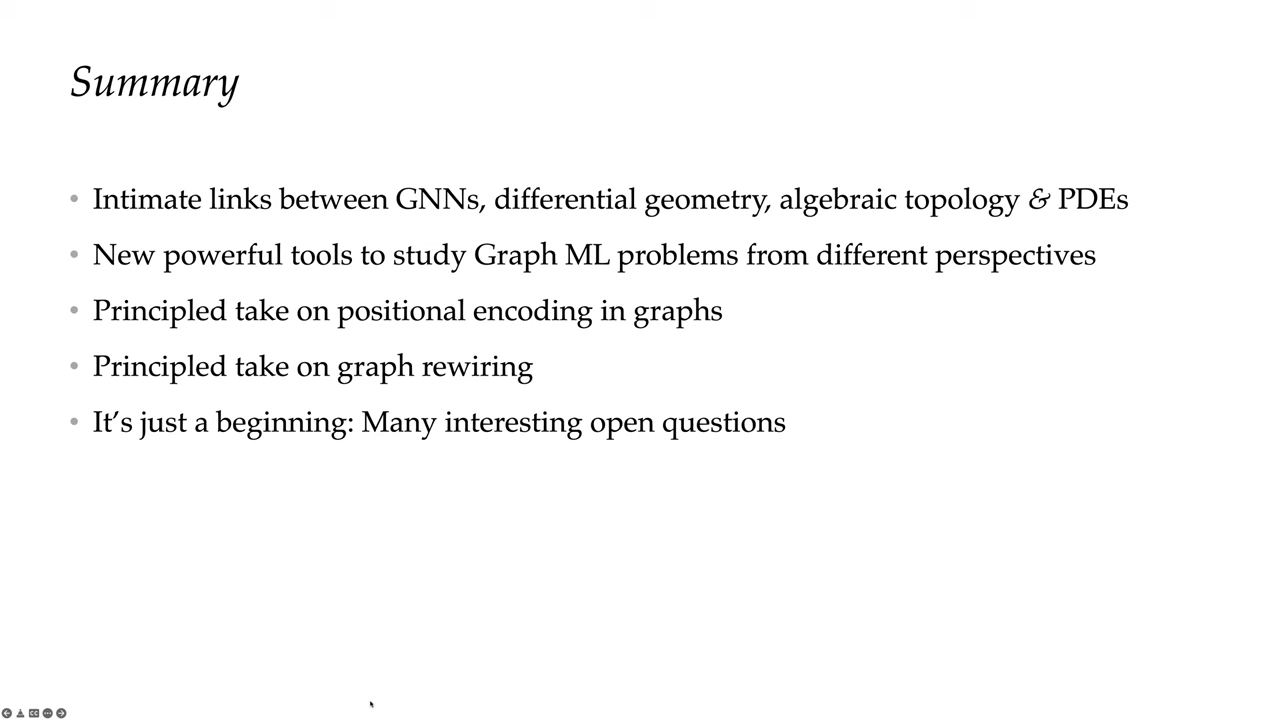 Summary
• Intimate links between GNNs, differential geometry, algebraic topology & PDEs
• New powerful tools to study Graph ML problems from different perspectives
• Principled take on positional encoding in graphs
• Principled take on graph rewiring
• It’s just a beginning: Many interesting open questions